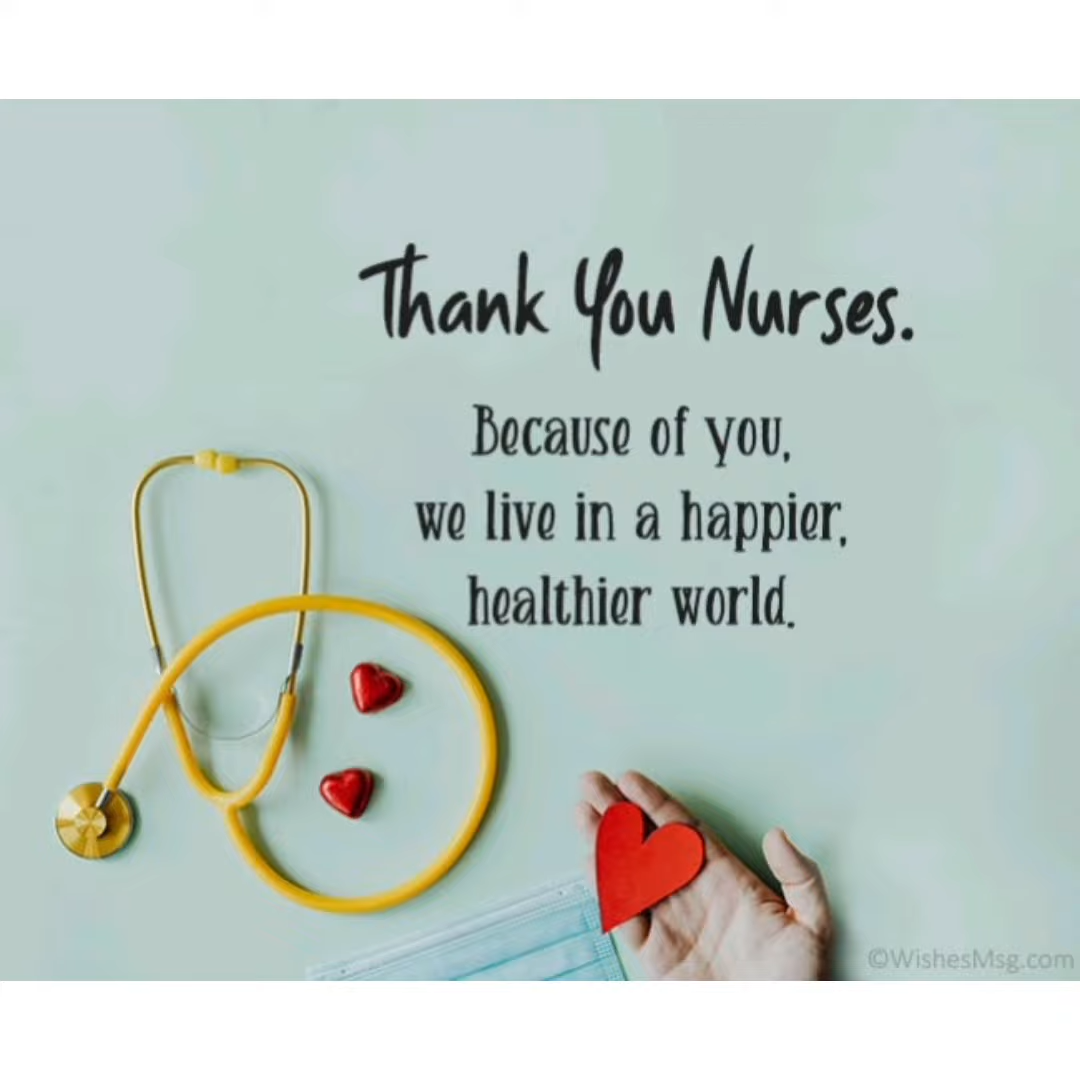 Thank You Nurses.
Because of you,
we live in a happier,
healthier world.
©WishesMsg.com